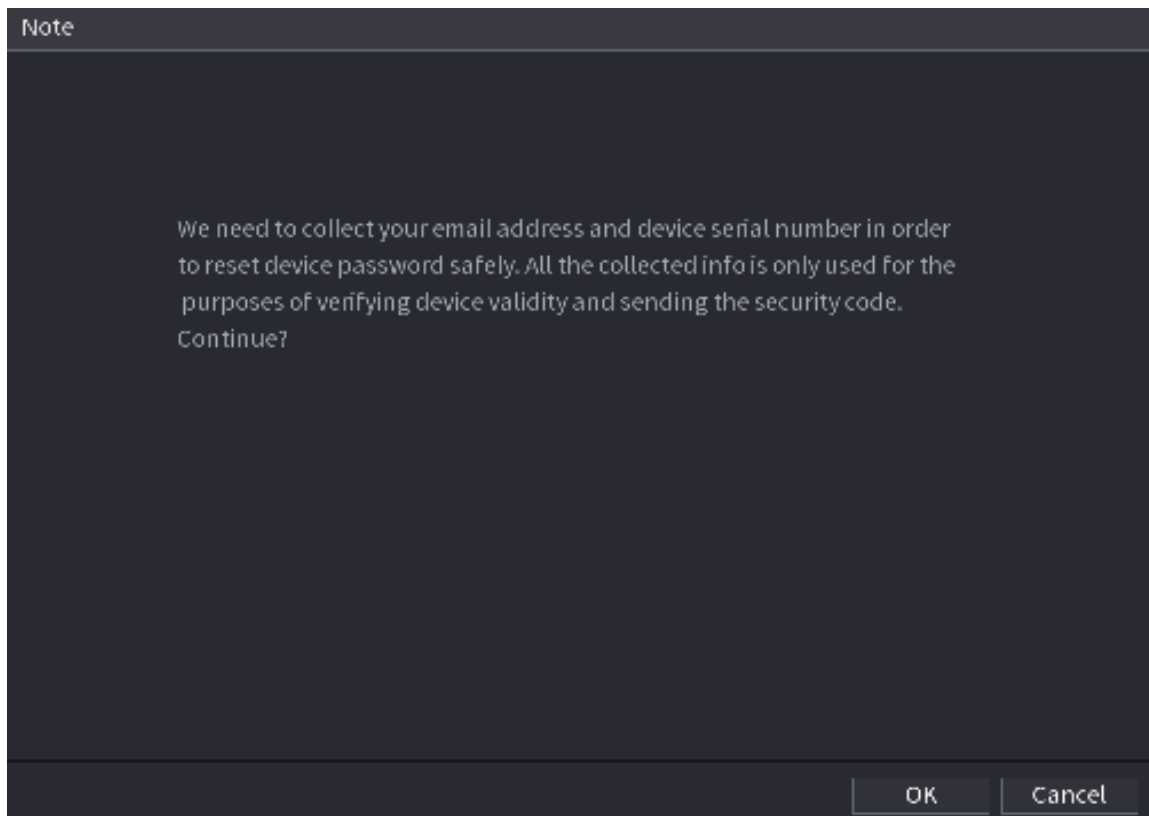 Note
We need to collect your email address and device serial number in order
to reset device password safely. All the collected info is only used for the
purposes of verifying device validity and sending the security code.
Continue?
OK
Cancel